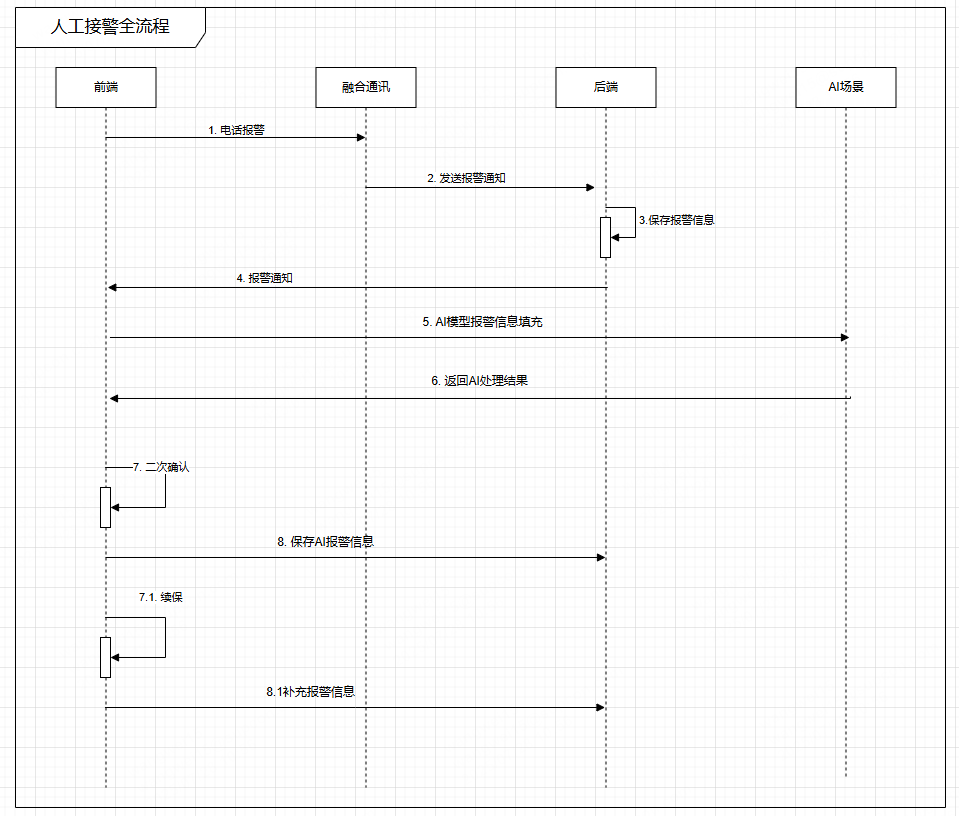 人工接警全流程
前端
融合通讯
后端
AI场景
1. 电话报警
2. 发送报警通知
3.保存报警信息
4. 报警通知
5. AI模型报警信息填充
6. 返回AI处理结果
7. 二次确认
8. 保存AI报警信息
7.1. 续保
8.1补充报警信息